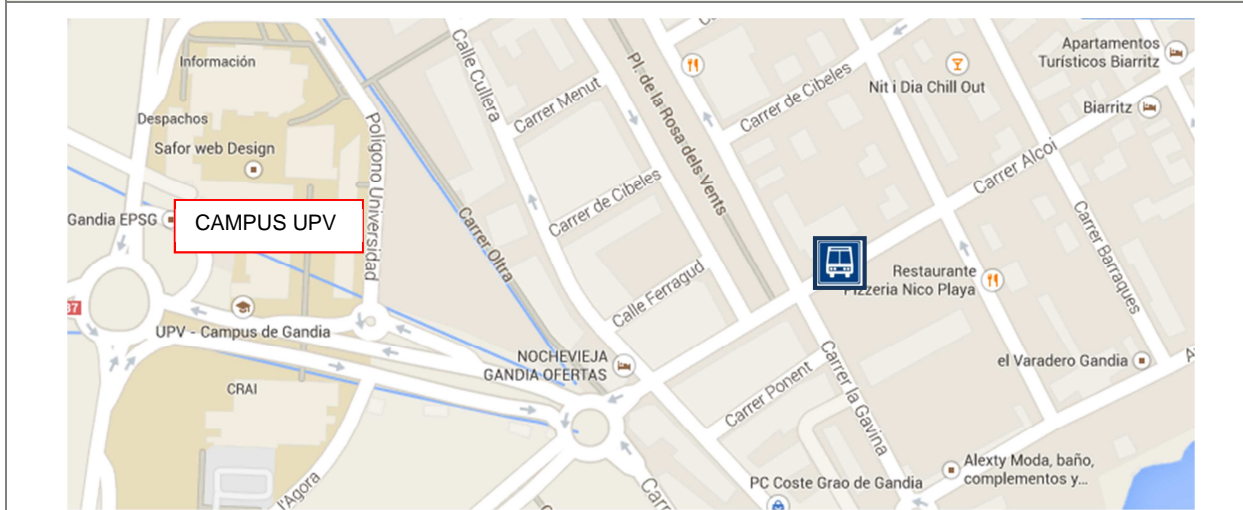 Información
Despachos
Safor web Design
Gandia EPSG
CAMPUS UPV
Polígono Universidad
UPV - Campus de Gandia
CRAI
l'Agora
Calle Cullera
Carrer Menut
Carrer de Cibeles
Carrer Oltra
Calle Ferragud
NOCHEVIEJA
GANDIA OFERTAS
Pl. de la Rosa dels Vents
Carrer de Cibeles
Nit i Dia Chill Out
Apartamentos
Turísticos Biarritz
Biarritz
Carrer Alcoi
Carrer Barraques
Restaurante
Pizzeria Nico Playa
el Varadero Gandia
Carrer Ponent
Carrer la Gavina
PC Coste Grao de Gandia
Alexty Moda, baño,
complementos y…